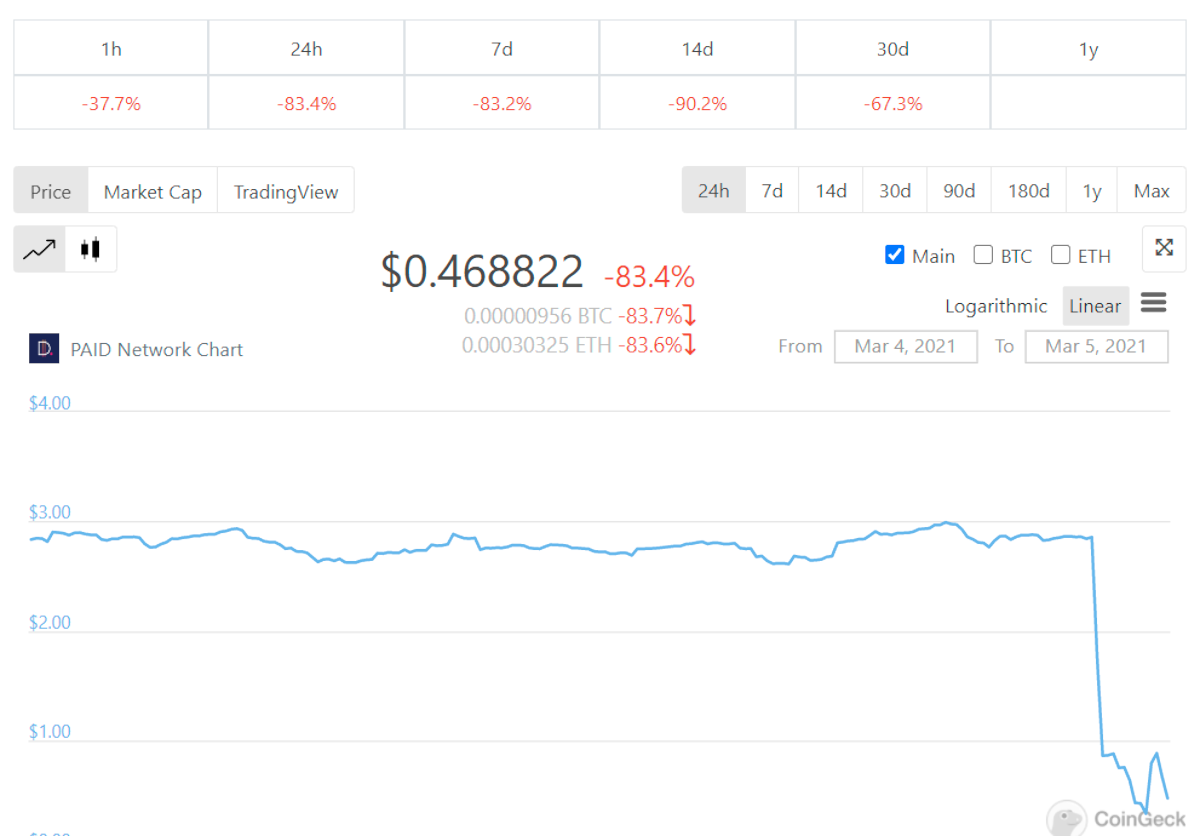 1h 24h 7d 14d 30d 1y
-37.7% -83.4% -83.2% -90.2% -67.3%
Price Market Cap TradingView 24h 7d 14d 30d 90d 180d 1y Max
$0.468822 -83.4% Main BTC ETH
0.00000956 BTC -83.7%
Logarithmic Linear
0.00030325 ETH -83.6%
PAID Network Chart From Mar 4, 2021 To Mar 5, 2021
$4.00
$3.00
$2.00
$1.00
CoinGeck